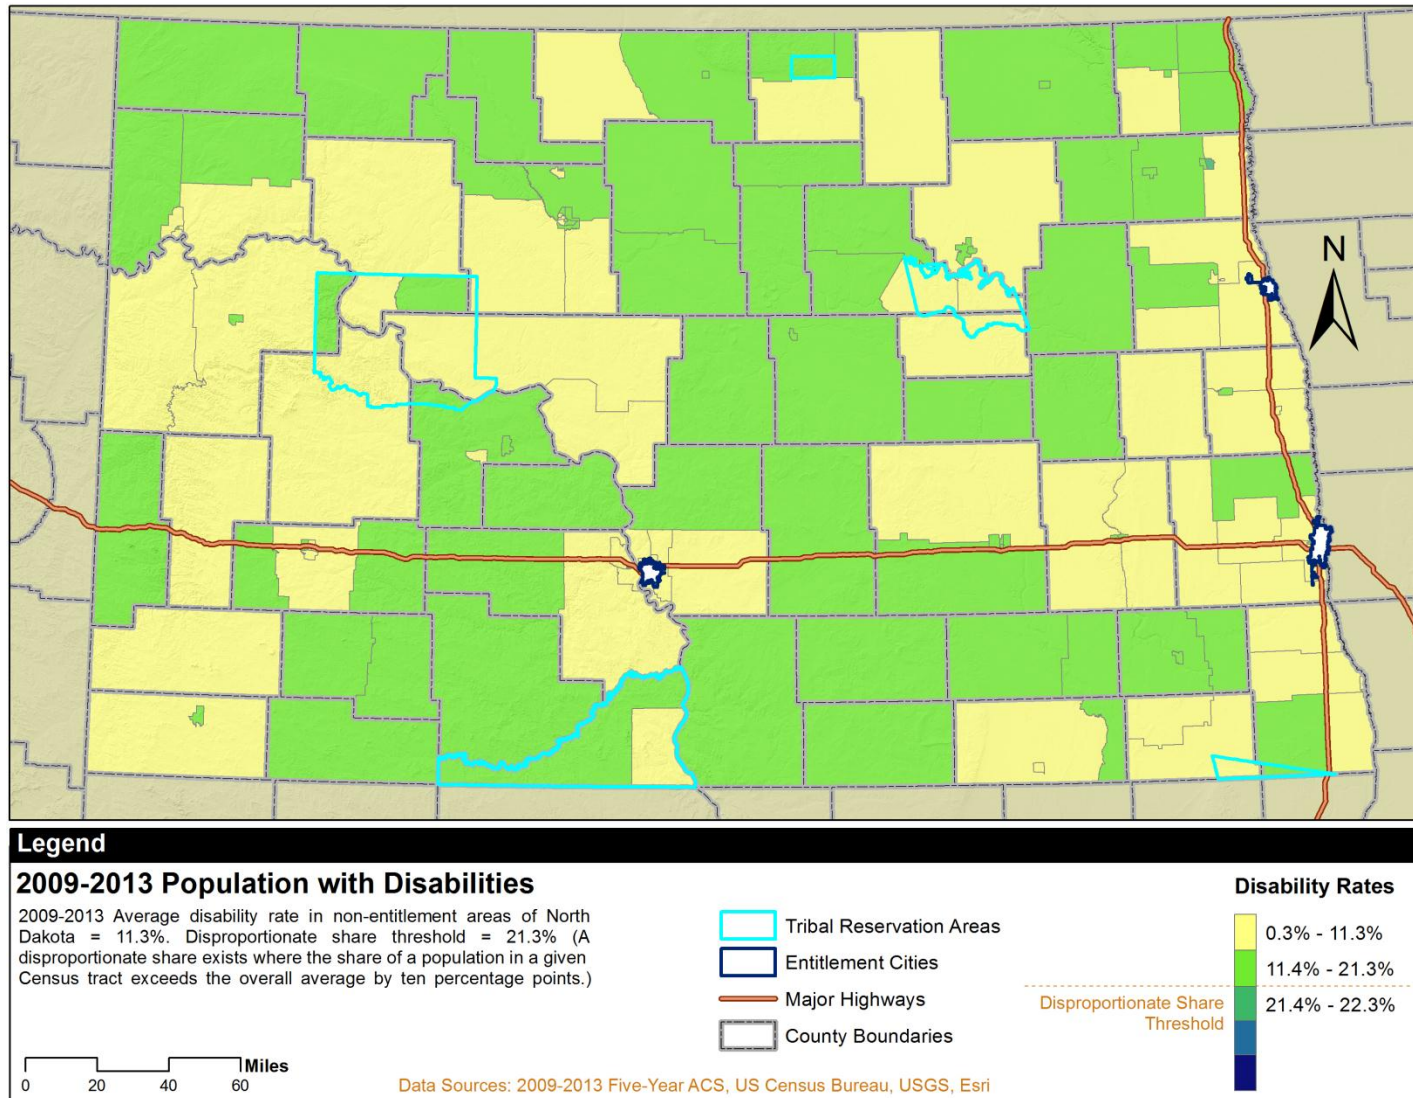 N
Legend
2009-2013 Population with Disabilities
2009-2013 Average disability rate in non-entitlement areas of North
Dakota = 11.3%. Disproportionate share threshold = 21.3% (A
disproportionate share exists where the share of a population in a given
Census tract exceeds the overall average by ten percentage points.)
0 20 40 60 Miles
Tribal Reservation Areas
Entitlement Cities
Major Highways
County Boundaries
Data Sources: 2009-2013 Five-Year ACS, US Census Bureau, USGS, Esri
Disability Rates
0.3% - 11.3%
11.4% - 21.3%
Disproportionate Share
Threshold
21.4% - 22.3%